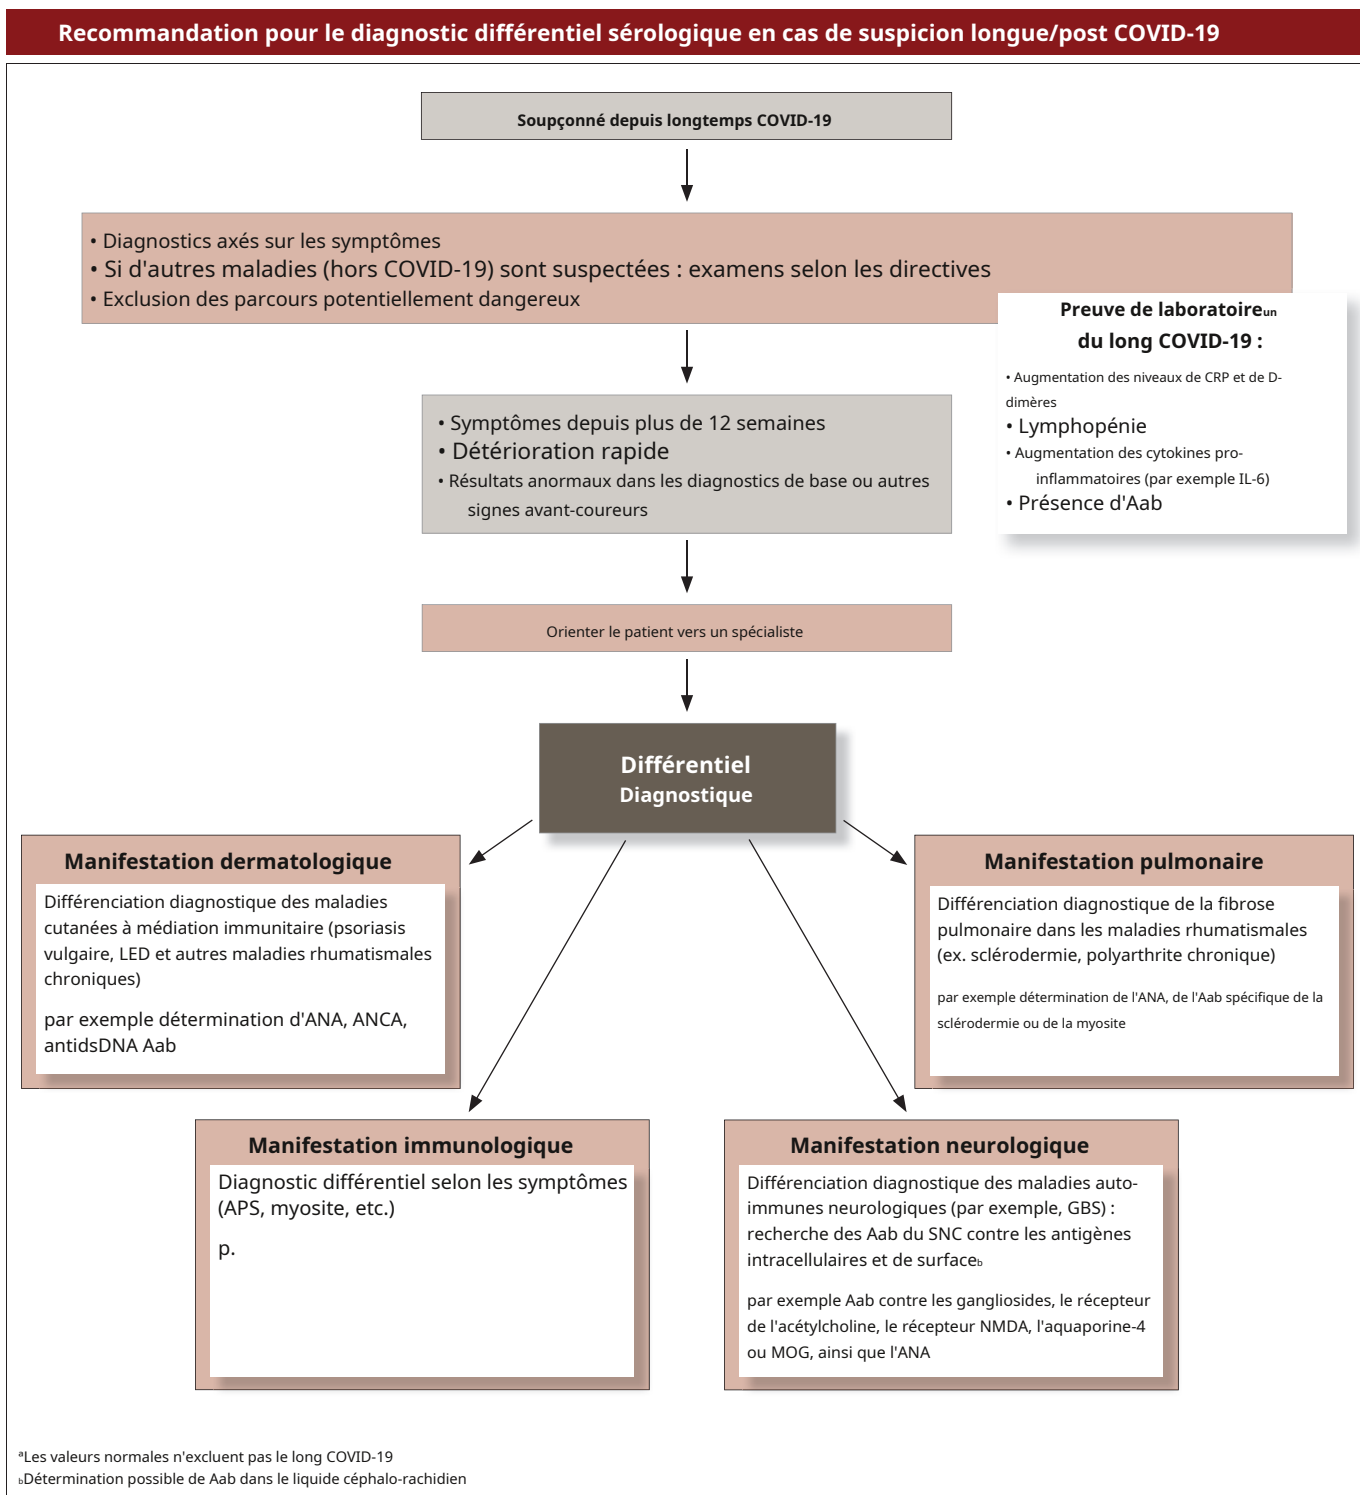 Recommandation pour le diagnostic différentiel sérologique en cas de suspicion longue/post COVID-19
Soupçonné depuis longtemps COVID-19
• Diagnostics axés sur les symptômes
• Si d'autres maladies (hors COVID-19) sont suspectées : examens selon les directives
• Exclusion des parcours potentiellement dangereux
Preuve de laboratoireun
du long COVID-19 :
• Augmentation des niveaux de CRP et de D-
dimères
• Lymphopénie
• Augmentation des cytokines pro-
inflammatoires (par exemple IL-6)
• Présence d'Aab
• Symptômes depuis plus de 12 semaines
• Détérioration rapide
• Résultats anormaux dans les diagnostics de base ou autres
signes avant-coureurs
Orienter le patient vers un spécialiste
Différentiel
Diagnostique
Manifestation dermatologique
Différenciation diagnostique des maladies
cutanées à médiation immunitaire (psoriasis
vulgaire, LED et autres maladies rhumatismales
chroniques)
par exemple détermination d'ANA, ANCA,
antidsDNA Aab
Manifestation pulmonaire
Différenciation diagnostique de la fibrose
pulmonaire dans les maladies rhumatismales
(ex. sclérodermie, polyarthrite chronique)
par exemple détermination de l'ANA, de l'Aab spécifique de la
sclérodermie ou de la myosite
Manifestation immunologique
Diagnostic différentiel selon les symptômes
(APS, myosite, etc.)
p.
Manifestation neurologique
Différenciation diagnostique des maladies auto-
immunes neurologiques (par exemple, GBS) :
recherche des Aab du SNC contre les antigènes
intracellulaires et de surfaceb
par exemple Aab contre les gangliosides, le récepteur
de l'acétylcholine, le récepteur NMDA, l'aquaporine-4
ou MOG, ainsi que l'ANA
ªLes valeurs normales n'excluent pas le long COVID-19
bDétermination possible de Aab dans le liquide céphalo-rachidien